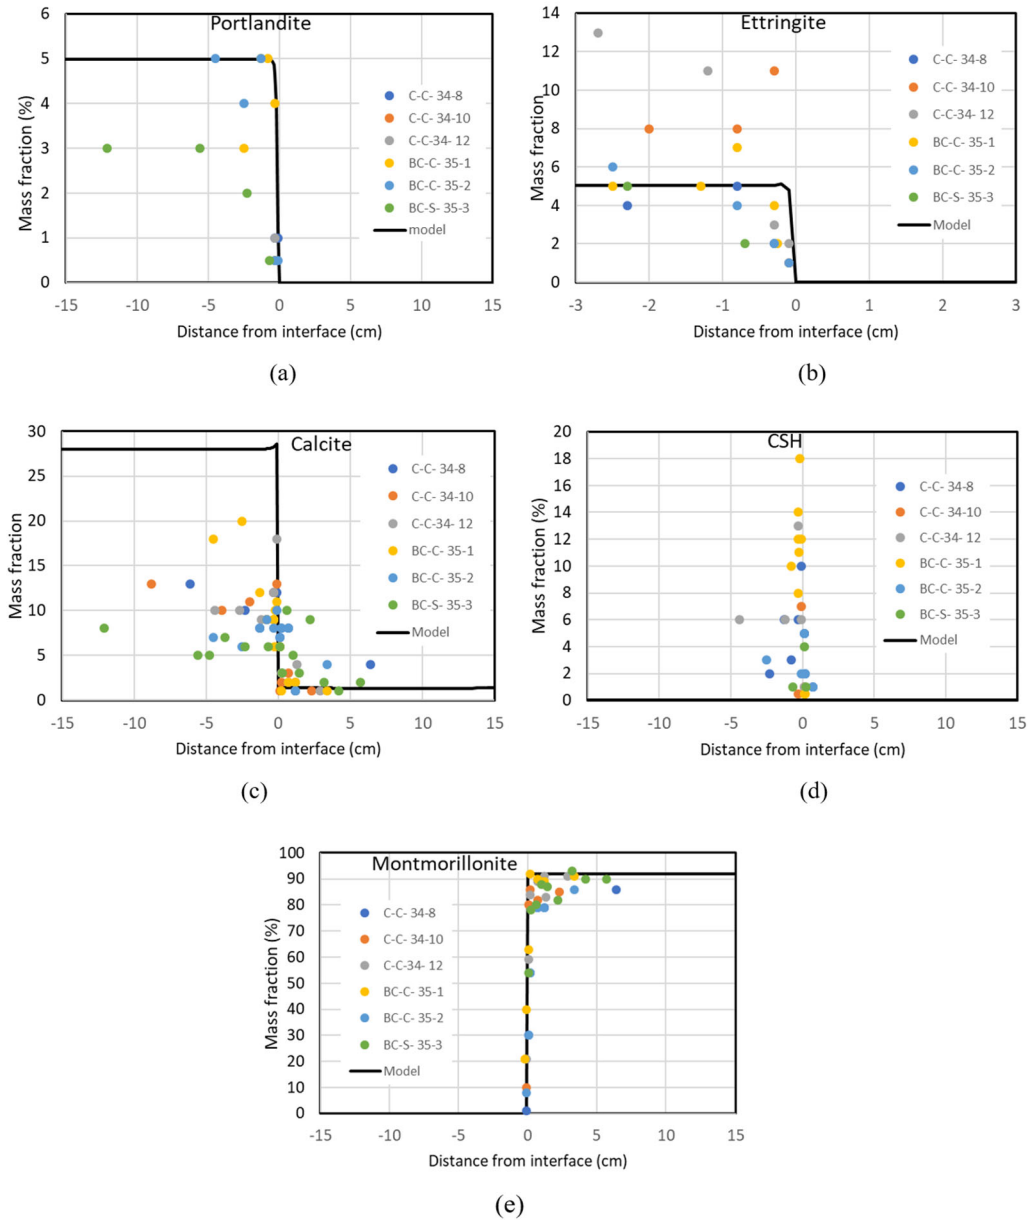 Portlandite
Mass fraction (%)
6
5
4
3
2
1
0
-15
-10
-5
0
5
10
15
C-C- 34-8
C-C- 34-10
C-C-34- 12
BC-C- 35-1
BC-C- 35-2
BC-S- 35-3
model
Distance from interface (cm)
(a)
Ettringite
Mass fraction
14
12
10
8
6
4
2
0
-3
-2
-1
0
1
2
3
C-C- 34-8
C-C- 34-10
C-C-34- 12
BC-C- 35-1
BC-C- 35-2
BC-S- 35-3
Model
Distance from interface (cm)
(b)
Calcite
Mass fraction
30
25
20
15
10
5
0
-15
-10
-5
0
5
10
15
C-C- 34-8
C-C- 34-10
C-C-34- 12
BC-C- 35-1
BC-C- 35-2
BC-S- 35-3
Model
Distance from interface (cm)
(c)
CSH
Mass fraction (%)
20
18
16
14
12
10
8
6
4
2
0
-15
-10
-5
0
5
10
15
C-C- 34-8
C-C- 34-10
C-C-34- 12
BC-C- 35-1
BC-C- 35-2
BC-S- 35-3
Model
Distance from interface (cm)
(d)
Montmorillonite
Mass fraction (%)
100
90
80
70
60
50
40
30
20
10
0
-15
-10
-5
0
5
10
15
C-C- 34-8
C-C- 34-10
C-C-34- 12
BC-C- 35-1
BC-C- 35-2
BC-S- 35-3
Model
Distance from interface (cm)
(e)